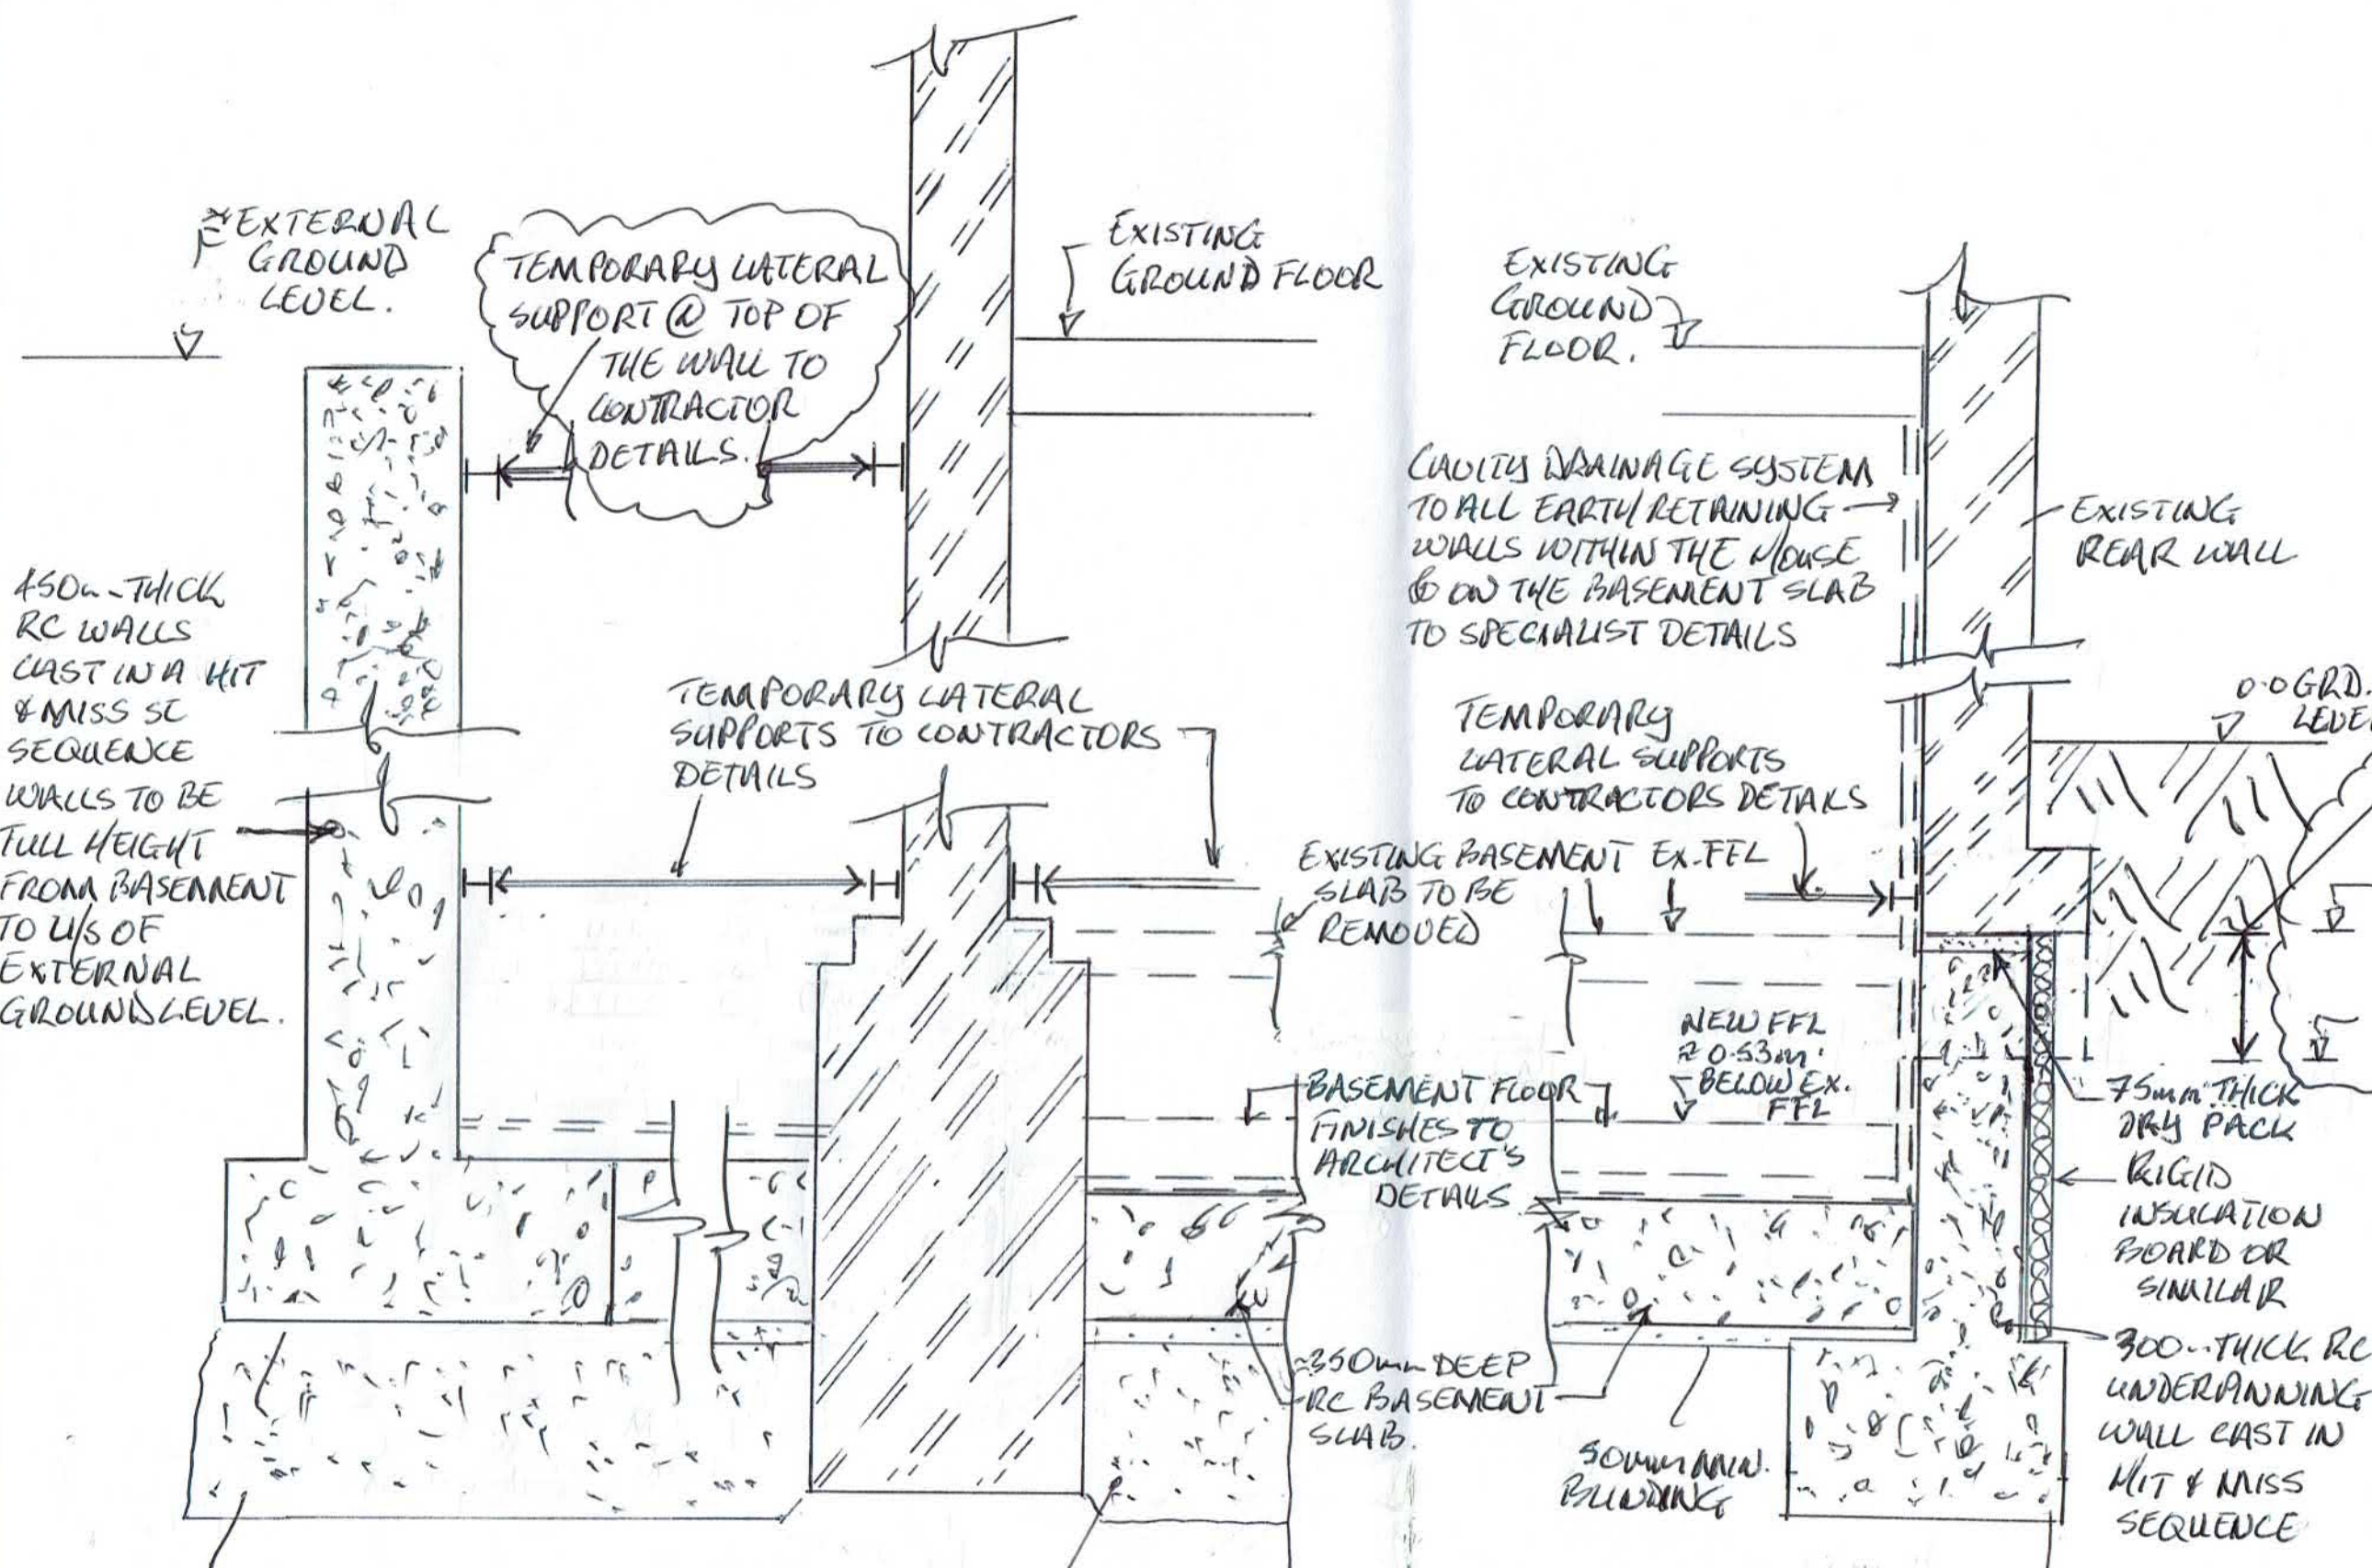 ≈ EXTERNAL
GROUND
LEVEL.
TEMPORARY LATERAL
SUPPORT @ TOP OF
THE WALL TO
CONTRACTOR
DETAILS.
EXISTING
GROUND FLOOR
EXISTING
GROUND
FLOOR.
CAVITY DRAINAGE SYSTEM
TO ALL EARTH RETAINING
WALLS WITHIN THE HOUSE
& ON THE BASEMENT SLAB
TO SPECIALIST DETAILS
EXISTING
REAR WALL
450mm THICK
RC WALLS
CAST IN A HIT
& MISS SE
SEQUENCE
WALLS TO BE
FULL HEIGHT
FROM BASEMENT
TO U/S OF
EXTERNAL
GROUND LEVEL.
TEMPORARY LATERAL
SUPPORTS TO CONTRACTORS
DETAILS
TEMPORARY
LATERAL SUPPORTS
TO CONTRACTORS DETAILS
0.0 GRD.
LEVEL
EXISTING BASEMENT
SLAB TO BE
REMOVED
EX. FFL
NEW FFL
≈ 0.53m
BELOW EX.
FFL
BASEMENT FLOOR
FINISHES TO
ARCHITECT'S
DETAILS
75mm THICK
DRY PACK
RIGID
INSULATION
BOARD OR
SIMILAR
≈350mm DEEP
RC BASEMENT
SLAB.
50mm MIN.
BLINDING
300mm THICK RC
UNDERPINNING
WALL CAST IN
HIT & MISS
SEQUENCE